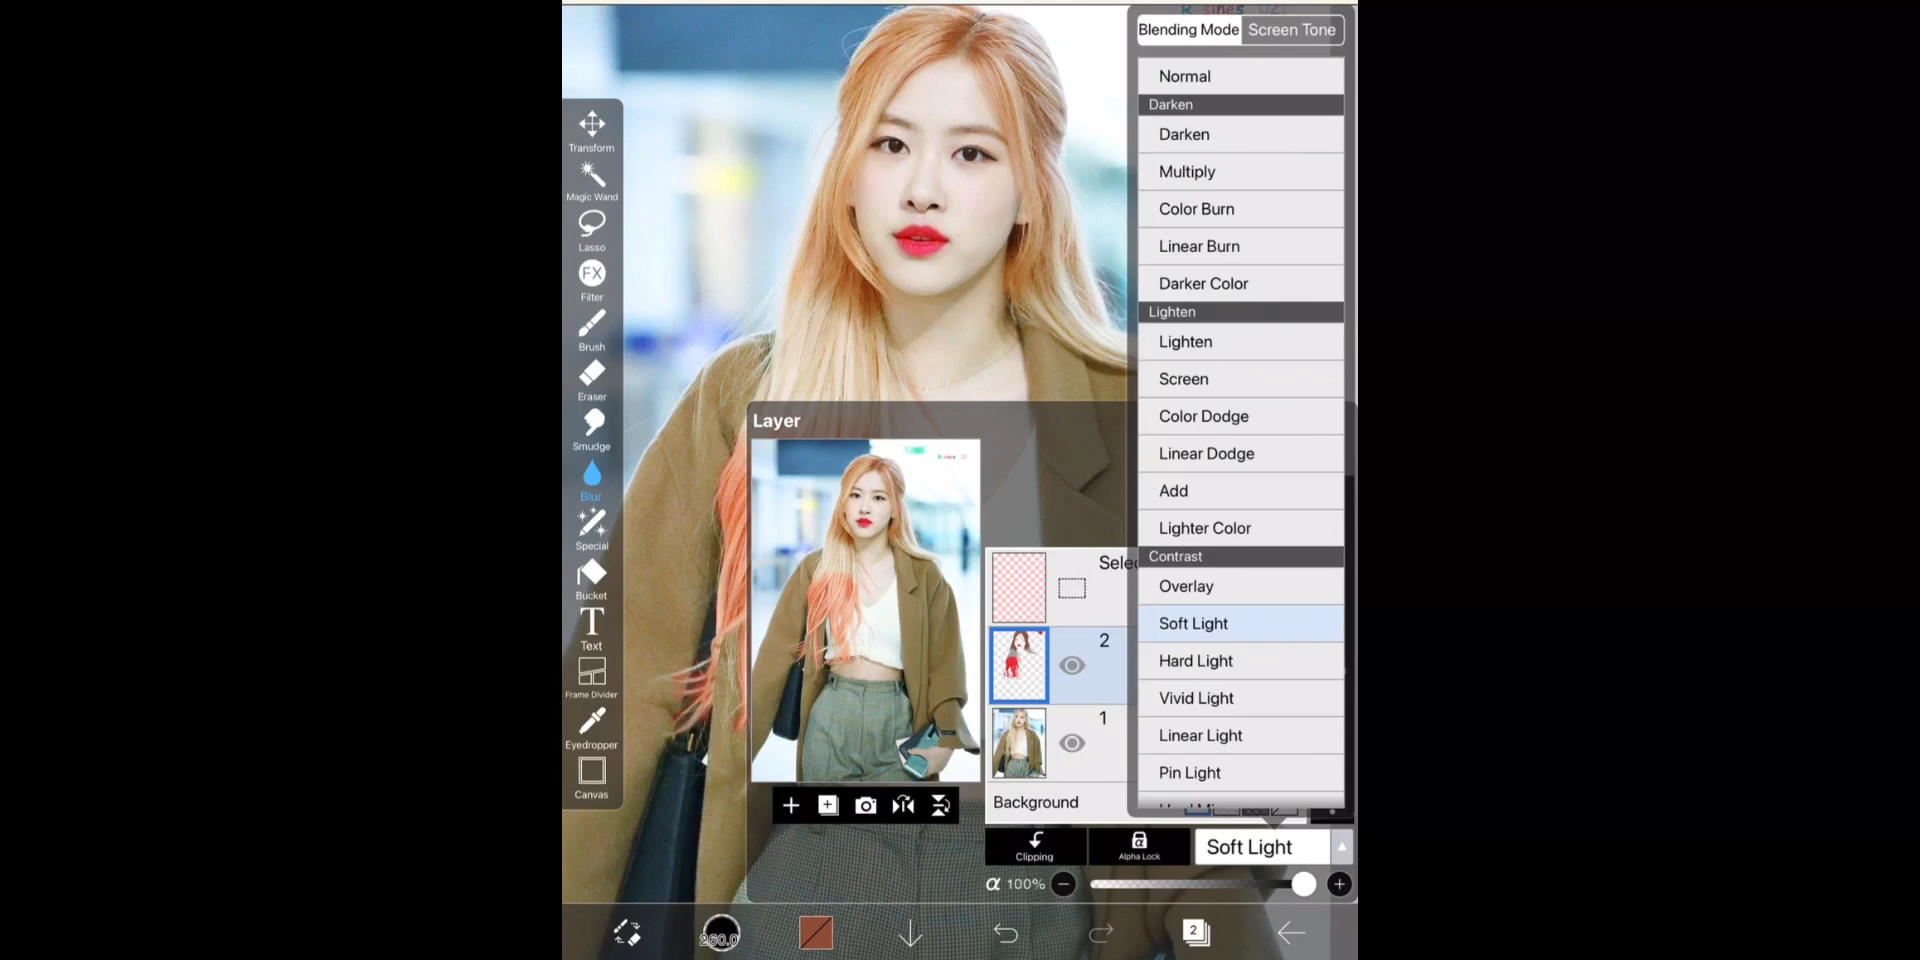 Blending Mode
Screen Tone
Normal
Darken
Darken
Multiply
Color Burn
Linear Burn
Darker Color
Lighten
Lighten
Screen
Color Dodge
Linear Dodge
Add
Lighter Color
Contrast
Overlay
Soft Light
Hard Light
Vivid Light
Linear Light
Pin Light
Transform
Magic Wand
Lasso
FX
Filter
Brush
Eraser
Smudge
Blur
Special
Bucket
T
Text
Frame Divider
Eyedropper
Canvas
Layer
2
1
Background
Clipping
α
Alpha Lock
Soft Light
α 100%
260.0
2